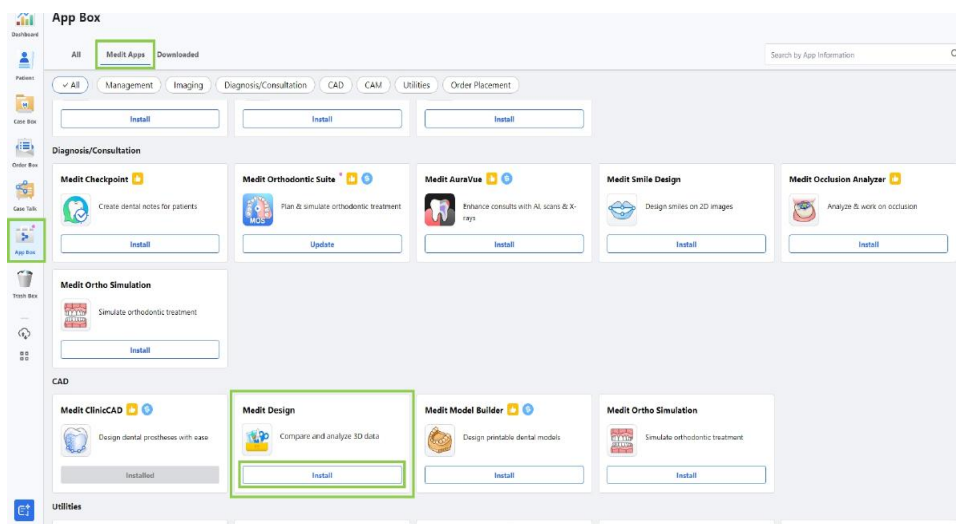 App Box
Dashboard
Patient
Case Box
Order Box
Case Talk
App Box
Trash Box
All
Medit Apps
Downloaded
Search by App Information
All
Management
Imaging
Diagnosis/Consultation
CAD
CAM
Utilities
Order Placement
Install
Install
Install
Diagnosis/Consultation
Medit Checkpoint
Create dental notes for patients
Install
Medit Orthodontic Suite
MOS
Plan & simulate orthodontic treatment
Update
Medit AuraVue
Enhance consults with AI, scans & X-
rays
Install
Medit Smile Design
Design smiles on 2D images
Install
Medit Occlusion Analyzer
Analyze & work on occlusion
Install
Medit Ortho Simulation
Simulate orthodontic treatment
Install
CAD
Medit ClinicCAD
Design dental prostheses with ease
Installed
Medit Design
Compare and analyze 3D data
Install
Medit Model Builder
Design printable dental models
Install
Medit Ortho Simulation
Simulate orthodontic treatment
Install
Utilities